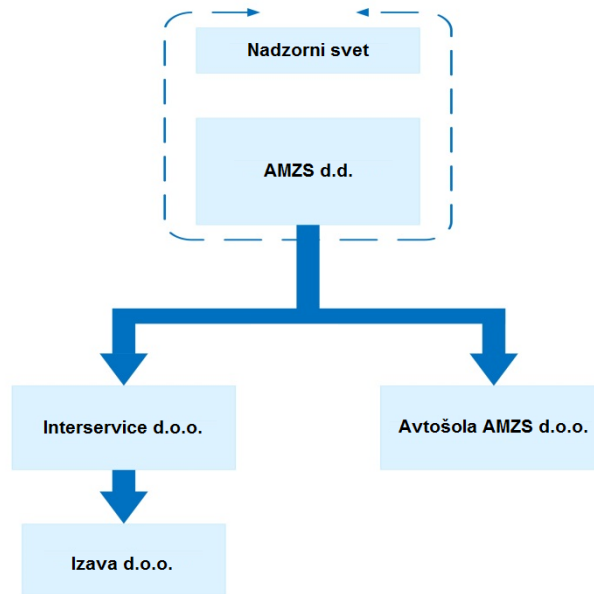 Nadzorni svet
AMZS d.d.
Interservice d.o.o.
Avtošola AMZS d.o.o.
Izava d.o.o.